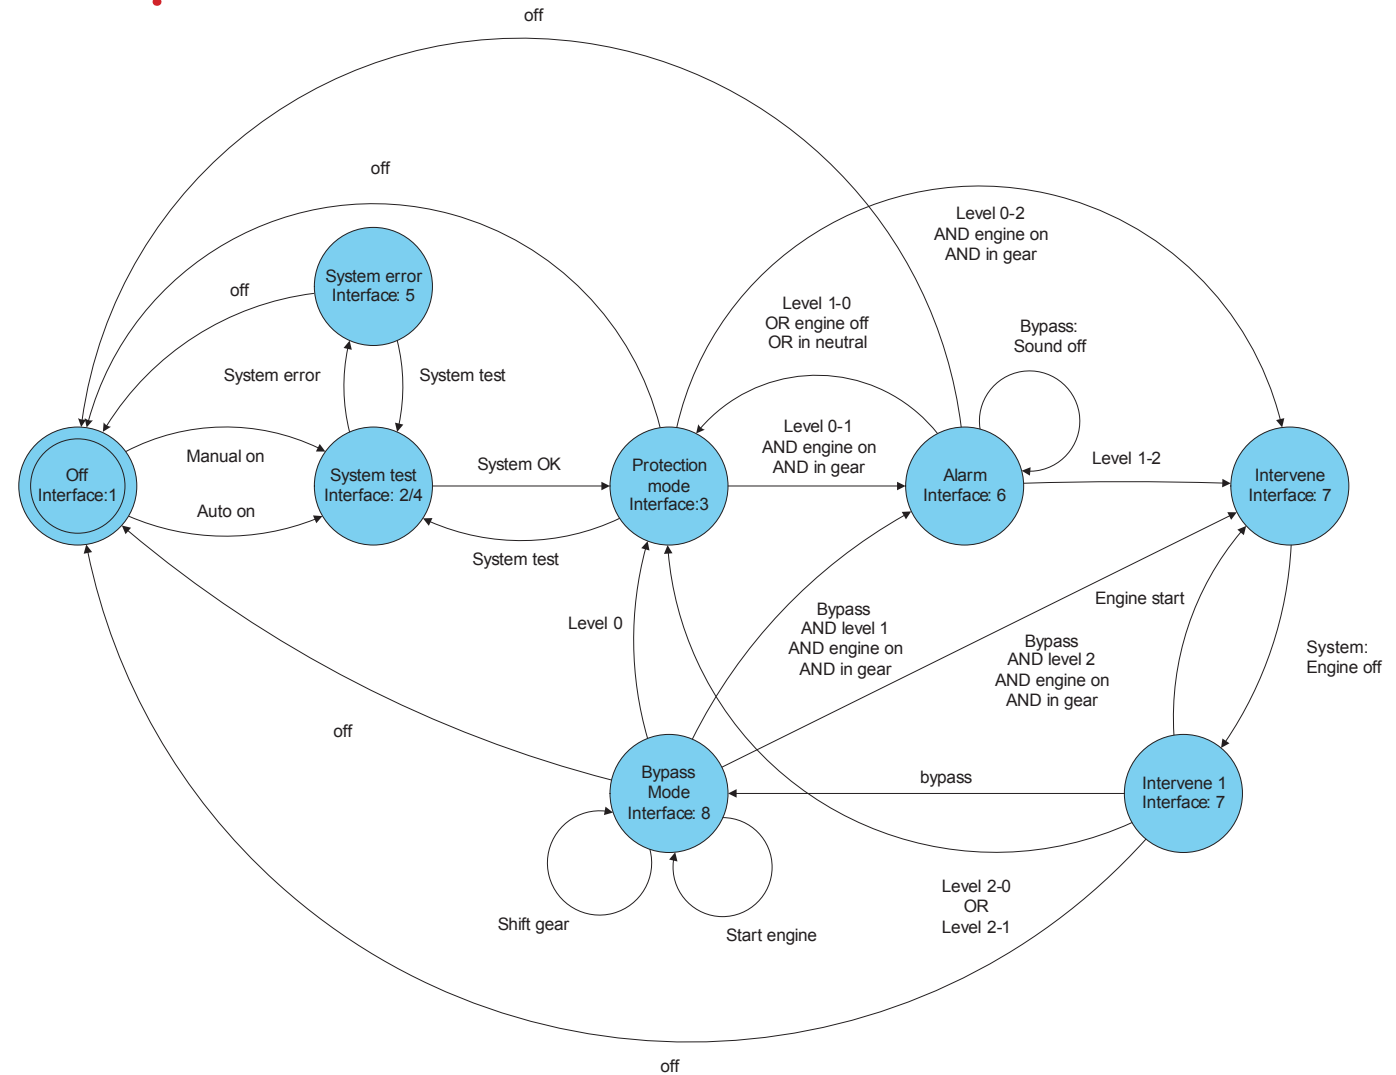 off
off
Level 0-2
AND engine on
AND in gear
System error
Interface: 5
off
Level 1-0
OR engine off
OR in neutral
Bypass:
Sound off
System error
System test
Manual on
Level 0-1
AND engine on
AND in gear
System OK
Level 1-2
Off
Interface:1
System test
Interface: 2/4
Protection
mode
Interface:3
Alarm
Interface: 6
Intervene
Interface: 7
Auto on
System test
Level 0
Bypass
AND level 1
AND engine on
AND in gear
Engine start
Bypass
AND level 2
AND engine on
AND in gear
System:
Engine off
off
Bypass
Mode
Interface: 8
bypass
Intervene 1
Interface: 7
Shift gear
Start engine
Level 2-0
OR
Level 2-1
off